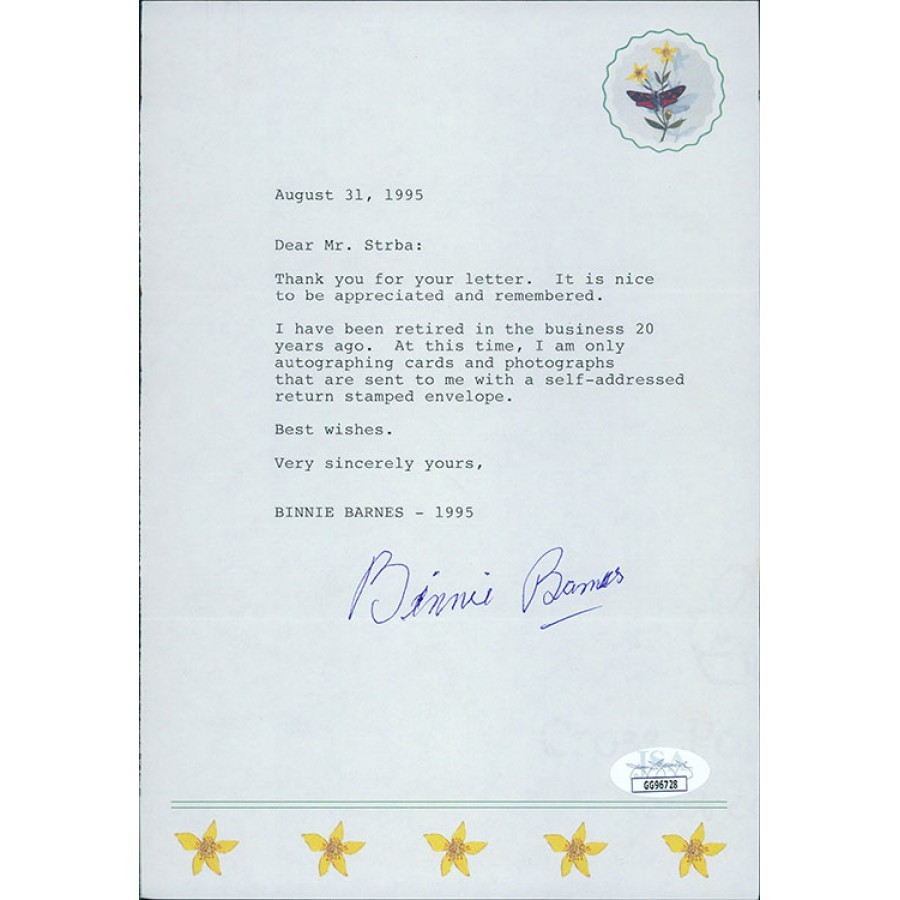 August 31, 1995
Dear Mr. Strba:
Thank you for your letter. It is nice
to be appreciated and remembered.
I have been retired in the business 20
years ago. At this time, I am only
autographing cards and photographs
that are sent to me with a self-addressed
return stamped envelope.
Best wishes.
Very sincerely yours,
BINNIE BARNES - 1995
Binnie Barnes
JSA
GG96728